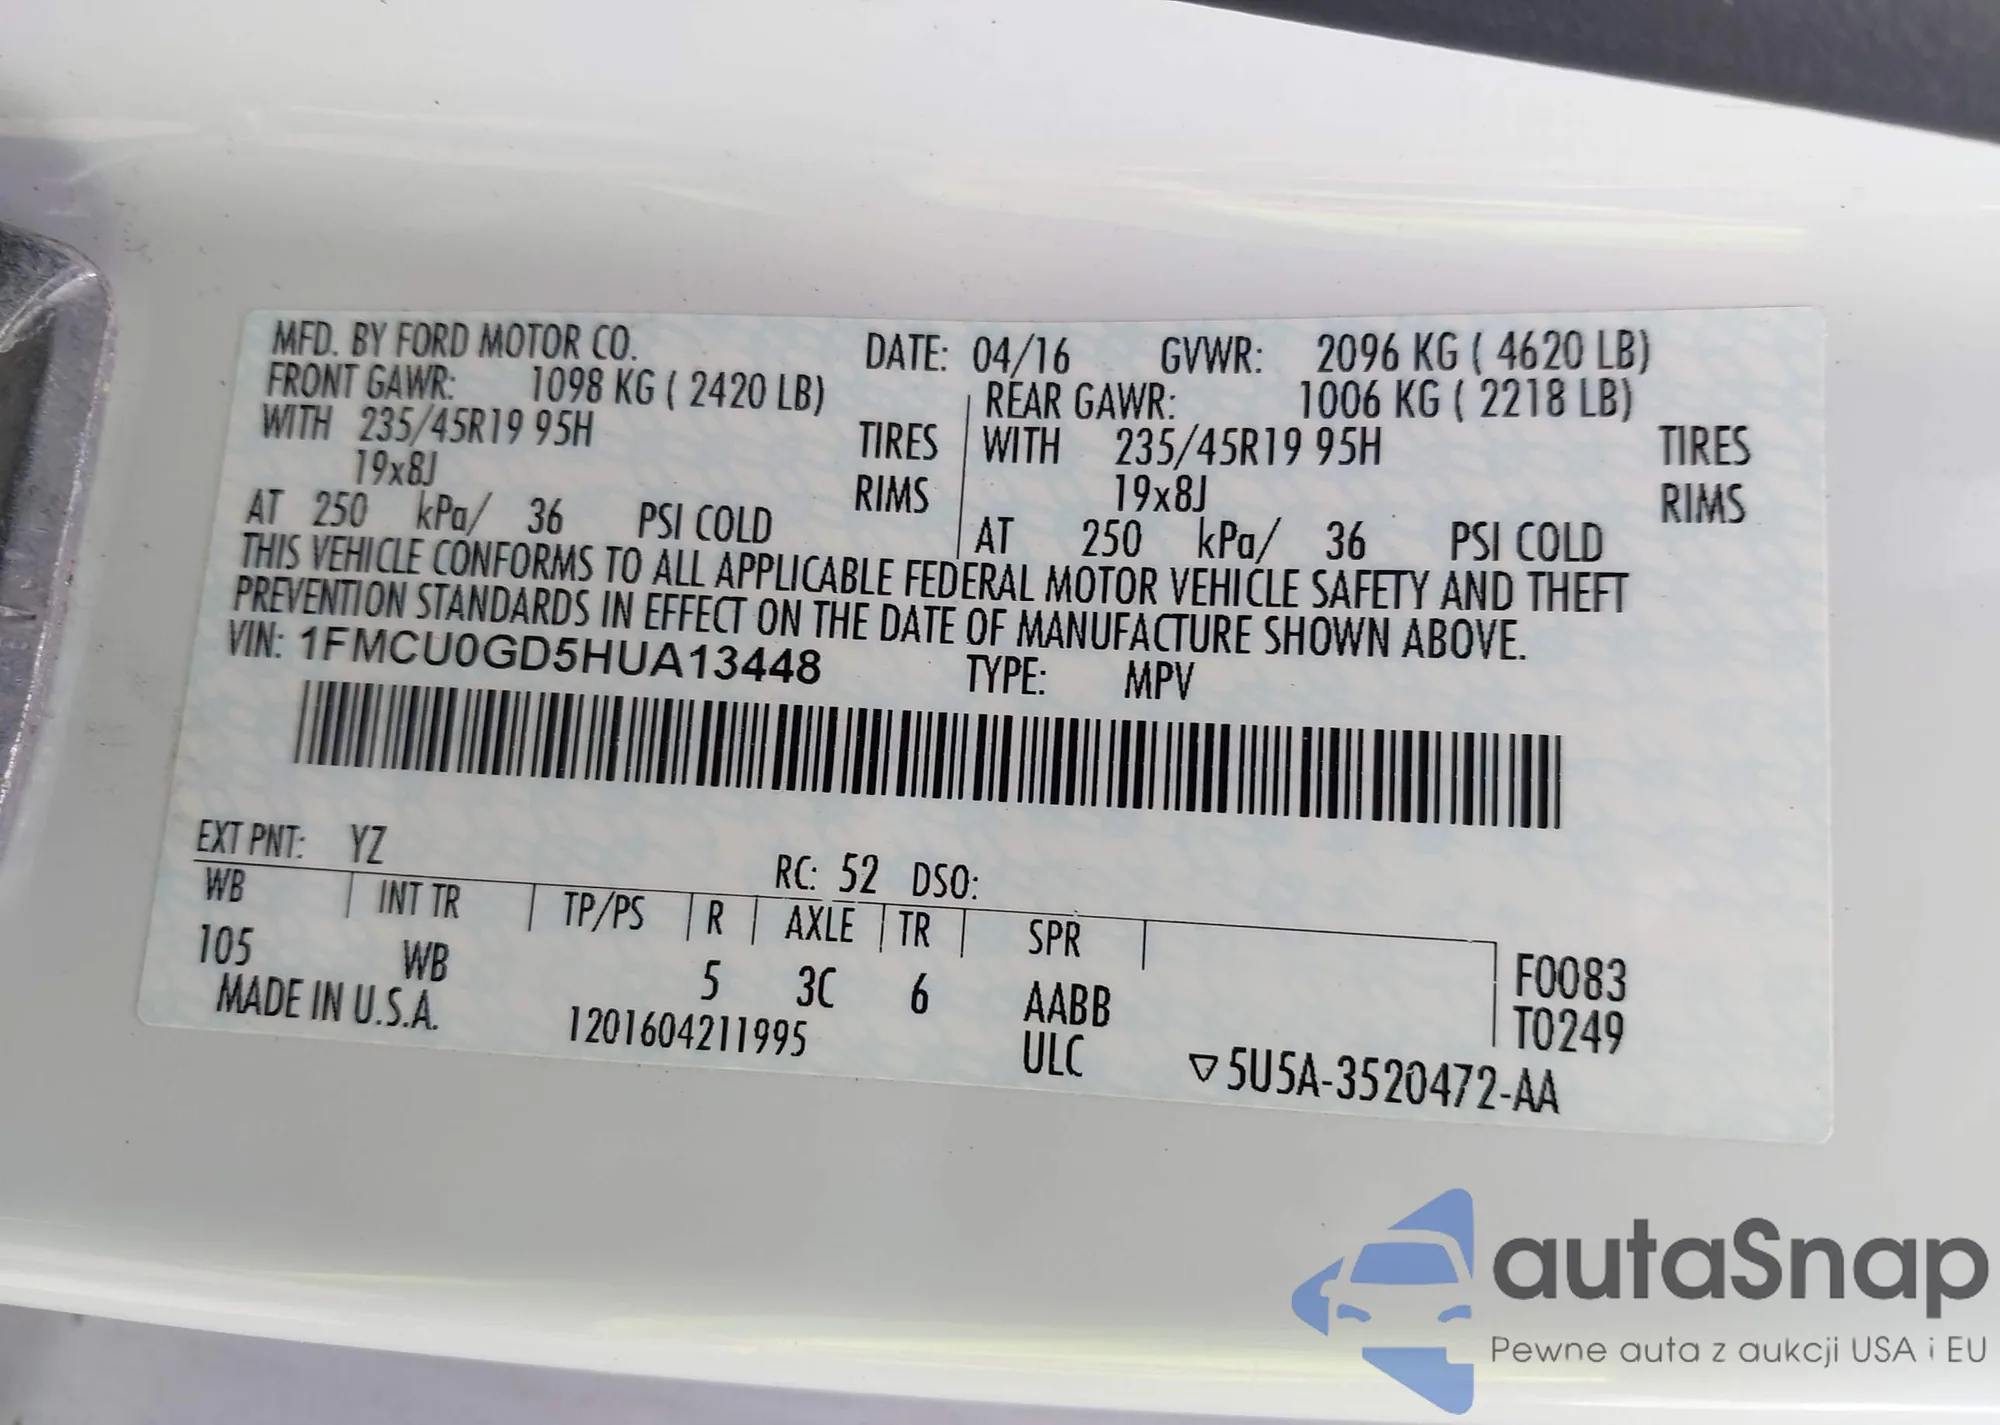 MFD. BY FORD MOTOR CO. DATE: 04/16 GVWR: 2096 KG ( 4620 LB)
FRONT GAWR: 1098 KG ( 2420 LB) REAR GAWR: 1006 KG ( 2218 LB)
WITH 235/45R19 95H TIRES WITH 235/45R19 95H TIRES
19x8J RIMS 19x8J RIMS
AT 250 kPa/ 36 PSI COLD AT 250 kPa/ 36 PSI COLD
THIS VEHICLE CONFORMS TO ALL APPLICABLE FEDERAL MOTOR VEHICLE SAFETY AND THEFT
PREVENTION STANDARDS IN EFFECT ON THE DATE OF MANUFACTURE SHOWN ABOVE.
VIN: 1FMCU0GD5HUA13448 TYPE: MPV
EXT PNT: YZ RC: 52 DSO:
WB INT TR TP/PS R AXLE TR SPR
105 WB 5 3C 6 AABB F0083
MADE IN U.S.A. 1201604211995 ULC T0249
▽5U5A-3520472-AA
autaSnap
Pewne auta z aukcji USA i EU